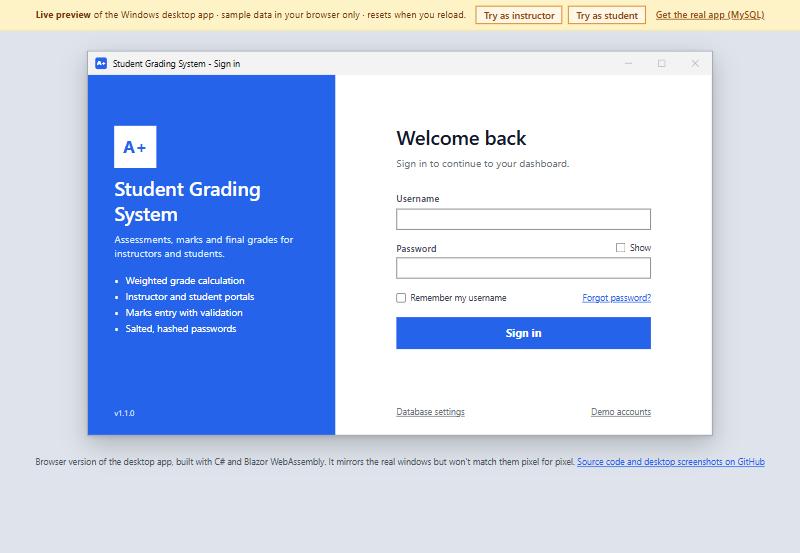 Live preview of the Windows desktop app · sample data in your browser only · resets when you reload. Try as instructor Try as student Get the real app (MySQL)
A+ Student Grading System - Sign in
A+
Student Grading
System
Assessments, marks and final grades for
instructors and students.
• Weighted grade calculation
• Instructor and student portals
• Marks entry with validation
• Salted, hashed passwords
v1.1.0
Welcome back
Sign in to continue to your dashboard.
Username
Password Show
Remember my username Forgot password?
Sign in
Database settings Demo accounts
Browser version of the desktop app, built with C# and Blazor WebAssembly. It mirrors the real windows but won't match them pixel for pixel. Source code and desktop screenshots on GitHub